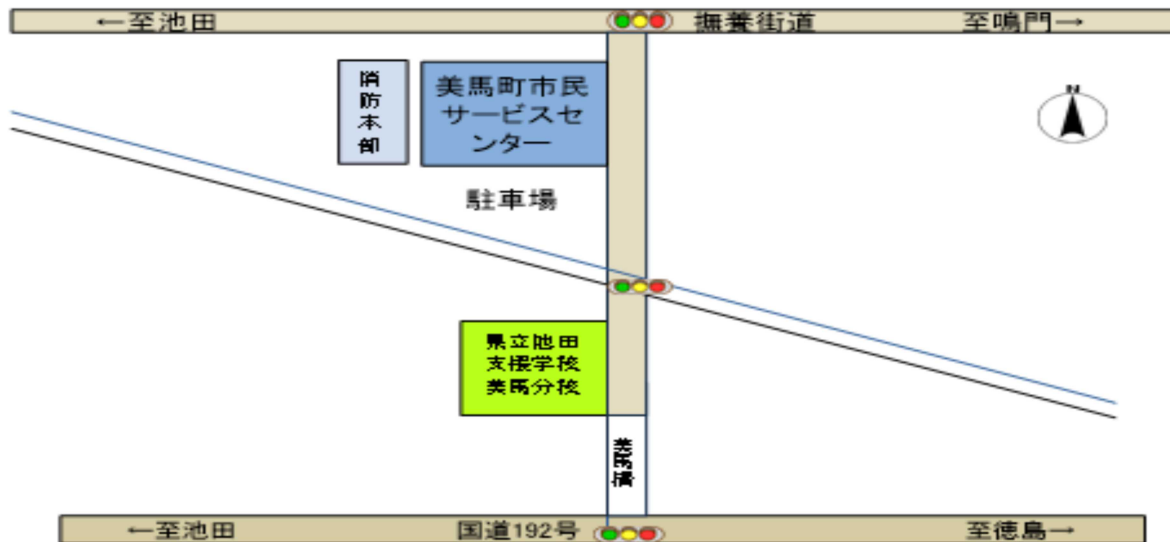 ←至池田
撫養街道
至鳴門→
消防本部
美馬町市民
サービスセ
ンター
N
駐車場
県立池田
支援学校
美馬分校
美馬橋
←至池田
国道192号
至徳島→